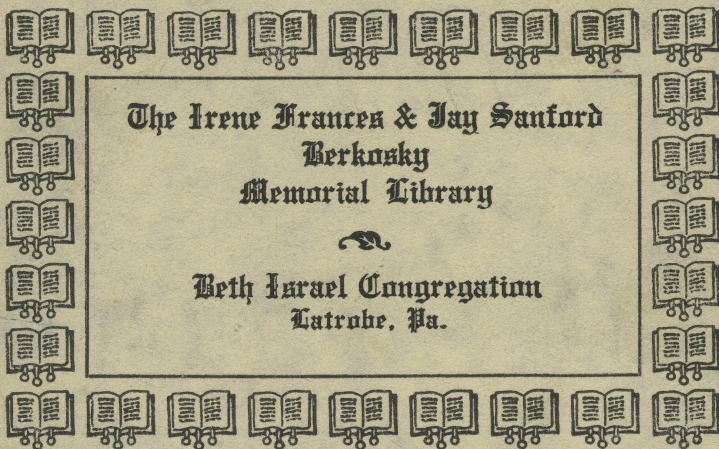 The Irene Frances & Jay Sanford
Berkosky
Memorial Library
Beth Israel Congregation
Latrobe, Pa.